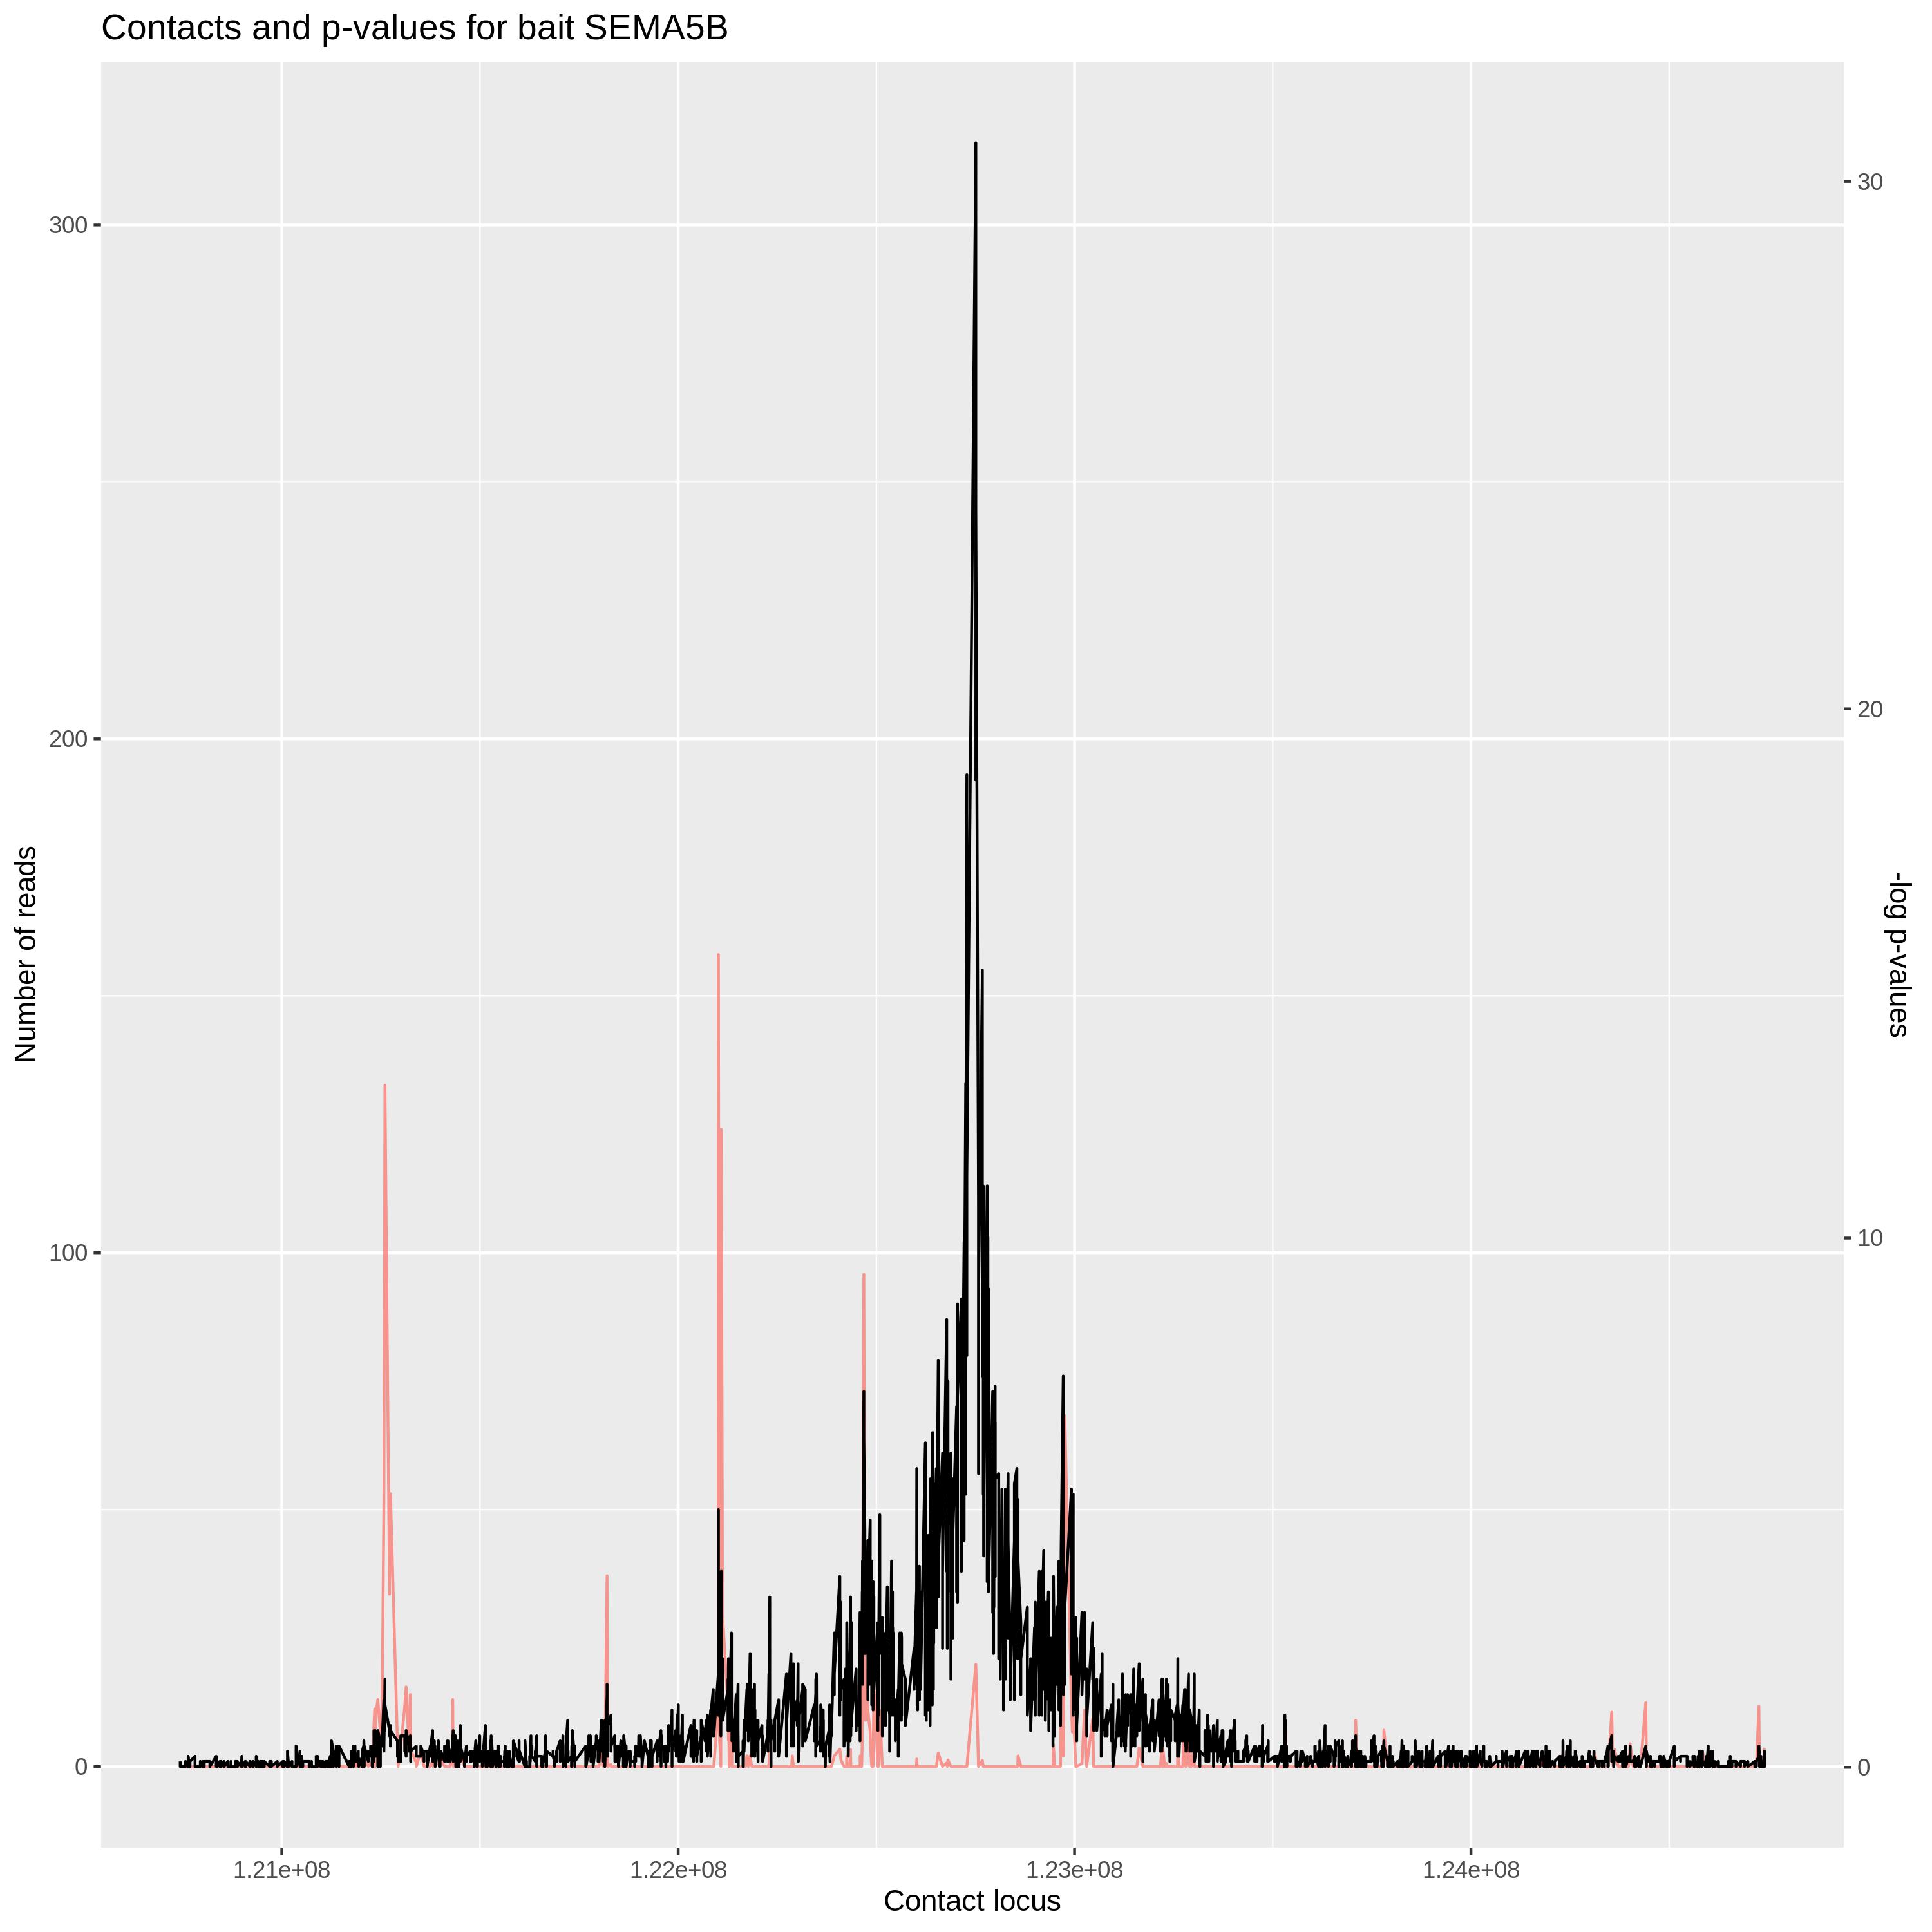 Contacts and p-values for bait SEMA5B
300
200
100
0
Number of reads
30
20
10
0
-log p-values
1.21e+08
1.22e+08
1.23e+08
1.24e+08
Contact locus